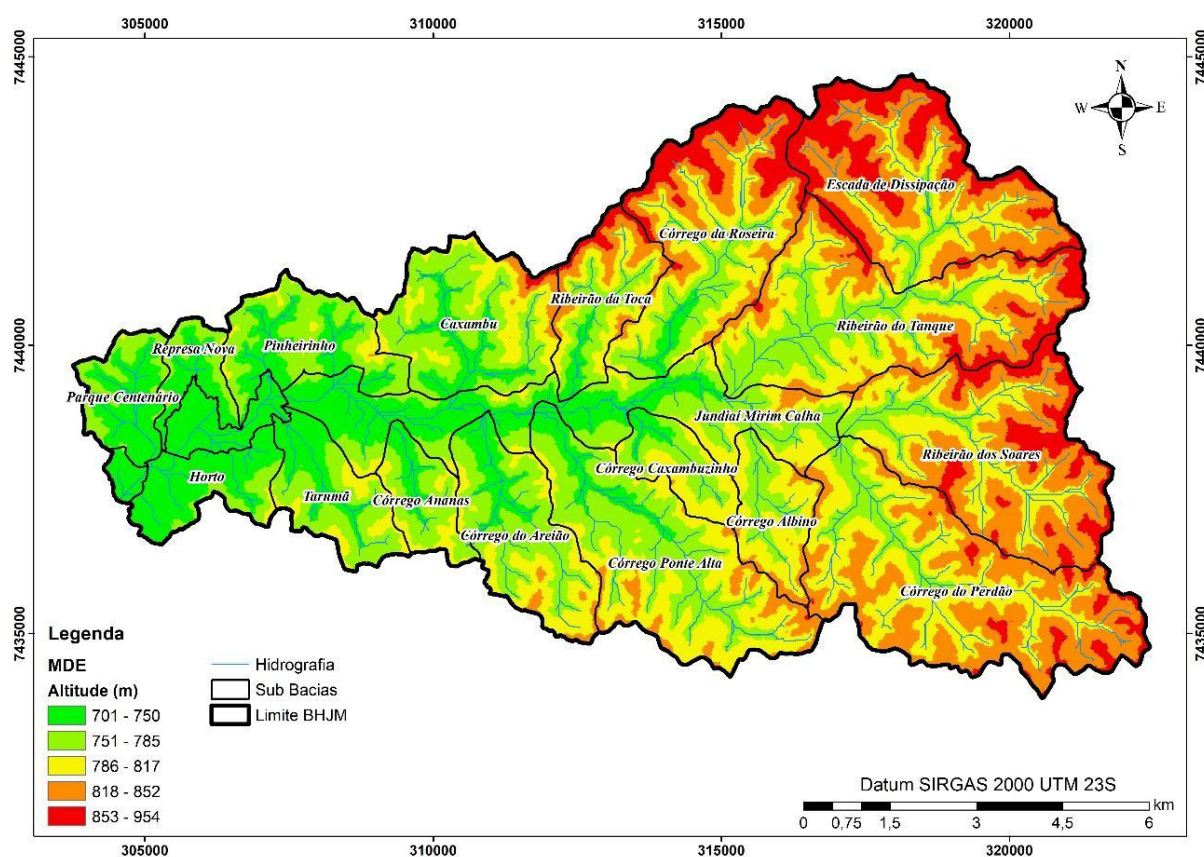 305000 310000 315000 320000
7445000 7445000
N
W E
S
Escada de Dissipação
Córrego da Roseira
Ribeirão da Toca
Caxambu
Ribeirão do Tanque
7440000 7440000
Represa Nova Pinheirinho
Parque Centenário
Jundiaí Mirim Calha
Ribeirão dos Soares
Córrego Caxambuzinho
Horto
Tarumã Córrego Ananas
Córrego Albino
Córrego do Areião
Córrego Ponte Alta
Córrego do Perdão
7435000 7435000
Legenda
MDE
Altitude (m)
701 - 750
751 - 785
786 - 817
818 - 852
853 - 954
Hidrografia
Sub Bacias
Limite BHJM
Datum SIRGAS 2000 UTM 23S
km
0 0,75 1,5 3 4,5 6
305000 310000 315000 320000